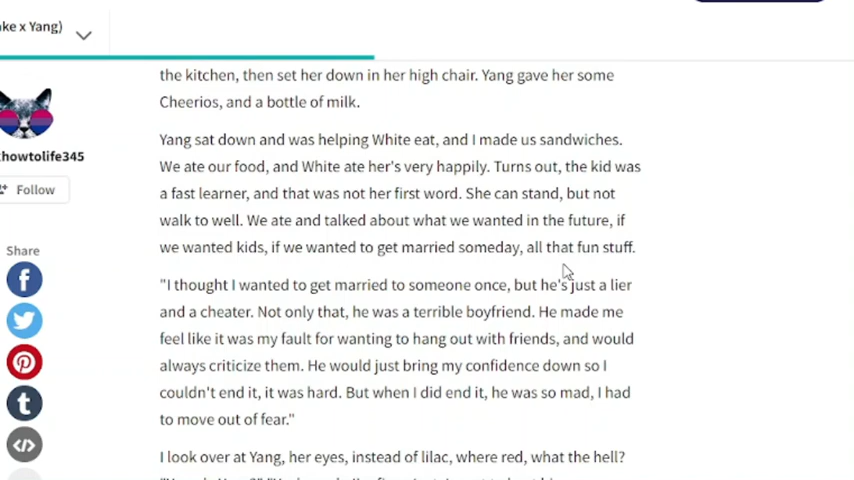 ke x Yang)
the kitchen, then set her down in her high chair. Yang gave her some
Cheerios, and a bottle of milk.
howtolife345
Follow
Share
Yang sat down and was helping White eat, and I made us sandwiches.
We ate our food, and White ate her's very happily. Turns out, the kid was
a fast learner, and that was not her first word. She can stand, but not
walk to well. We ate and talked about what we wanted in the future, if
we wanted kids, if we wanted to get married someday, all that fun stuff.
"I thought I wanted to get married to someone once, but he's just a lier
and a cheater. Not only that, he was a terrible boyfriend. He made me
feel like it was my fault for wanting to hang out with friends, and would
always criticize them. He would just bring my confidence down so I
couldn't end it, it was hard. But when I did end it, he was so mad, I had
to move out of fear."
I look over at Yang, her eyes, instead of lilac, where red, what the hell?